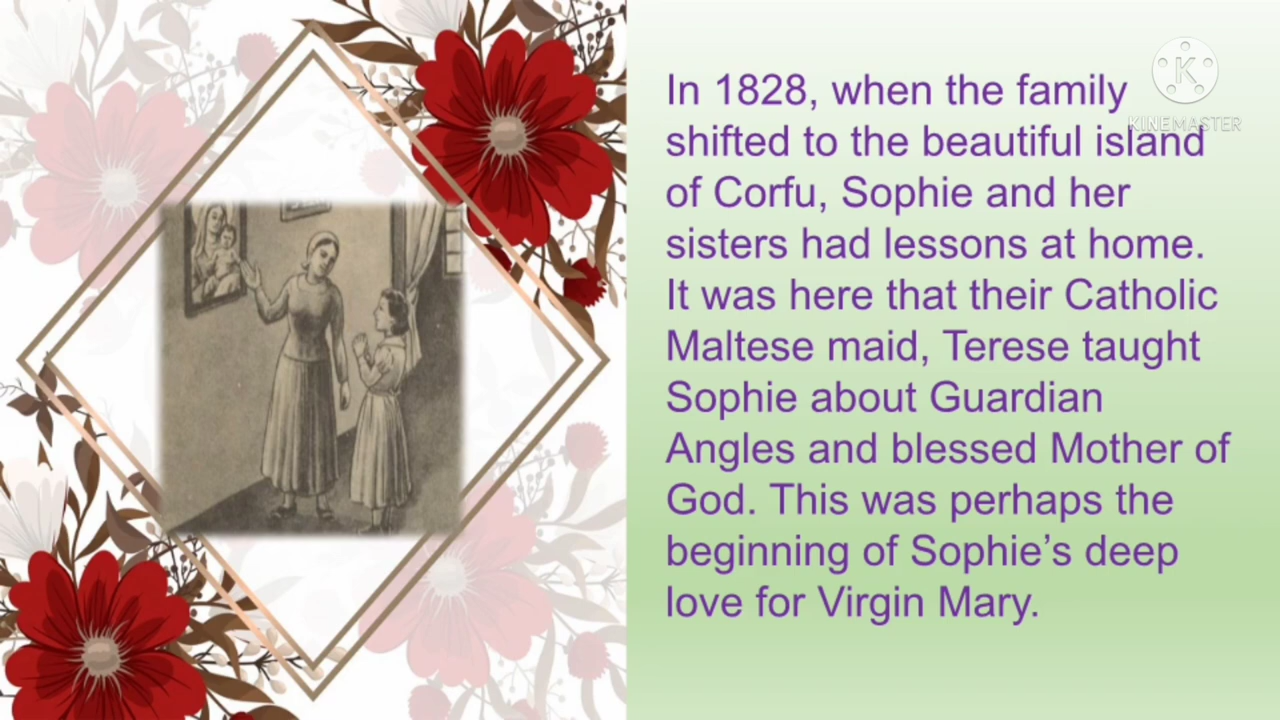 In 1828, when the family
shifted to the beautiful island
of Corfu, Sophie and her
sisters had lessons at home.
It was here that their Catholic
Maltese maid, Terese taught
Sophie about Guardian
Angles and blessed Mother of
God. This was perhaps the
beginning of Sophie’s deep
love for Virgin Mary.
K
KINEMASTER